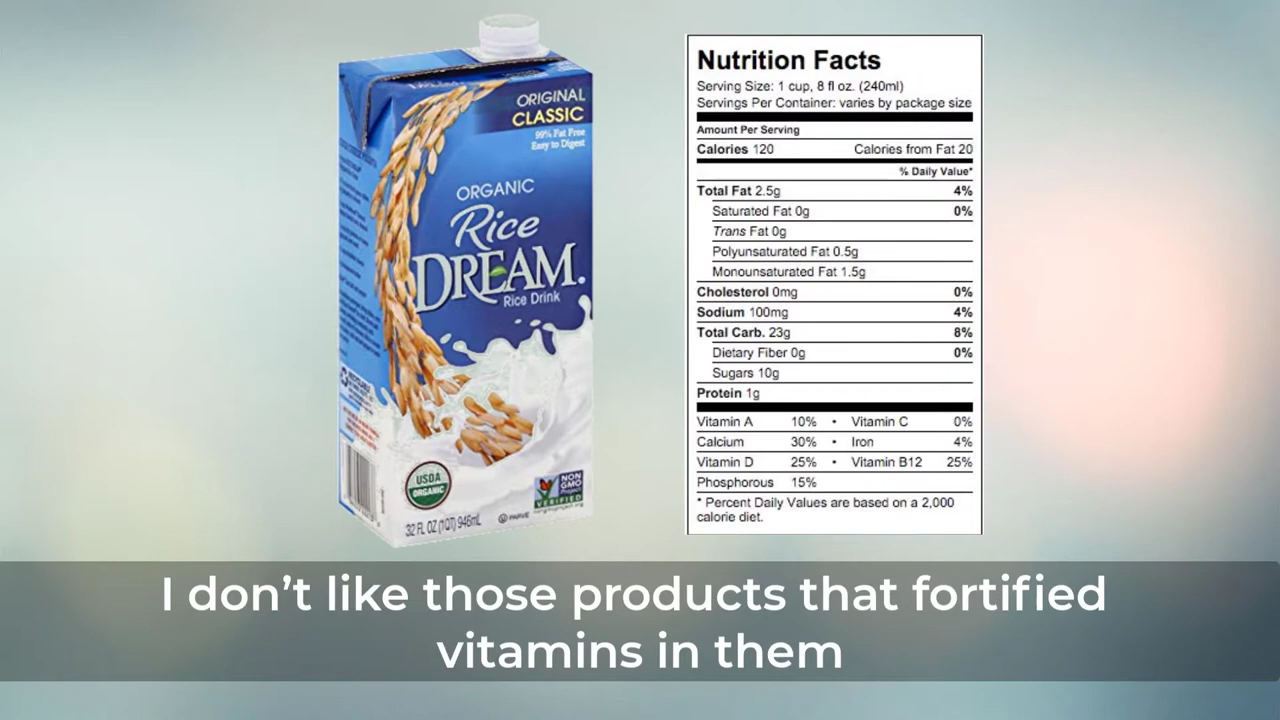 ORIGINAL
CLASSIC
99% Fat Free
Easy to Digest
ORGANIC
Rice
DREAM.
Rice Drink
USDA
ORGANIC
NON
GMO
Project
VERIFIED
32 FL OZ (1QT) 946mL
PARVE
Nutrition Facts
Serving Size: 1 cup, 8 fl oz. (240ml)
Servings Per Container: varies by package size
Amount Per Serving
Calories 120 Calories from Fat 20
% Daily Value*
Total Fat 2.5g 4%
Saturated Fat 0g 0%
Trans Fat 0g
Polyunsaturated Fat 0.5g
Monounsaturated Fat 1.5g
Cholesterol 0mg 0%
Sodium 100mg 4%
Total Carb. 23g 8%
Dietary Fiber 0g 0%
Sugars 10g
Protein 1g
Vitamin A 10% • Vitamin C 0%
Calcium 30% • Iron 4%
Vitamin D 25% • Vitamin B12 25%
Phosphorous 15%
* Percent Daily Values are based on a 2,000
calorie diet.
I don’t like those products that fortified
vitamins in them